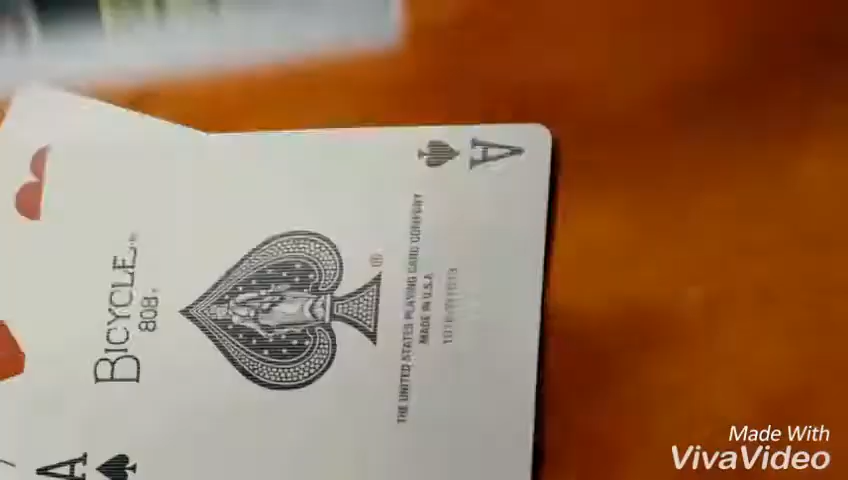 A
BICYCLE
808
THE UNITED STATES PLAYING CARD COMPANY
MADE IN U.S.A
A
Made With
VivaVideo